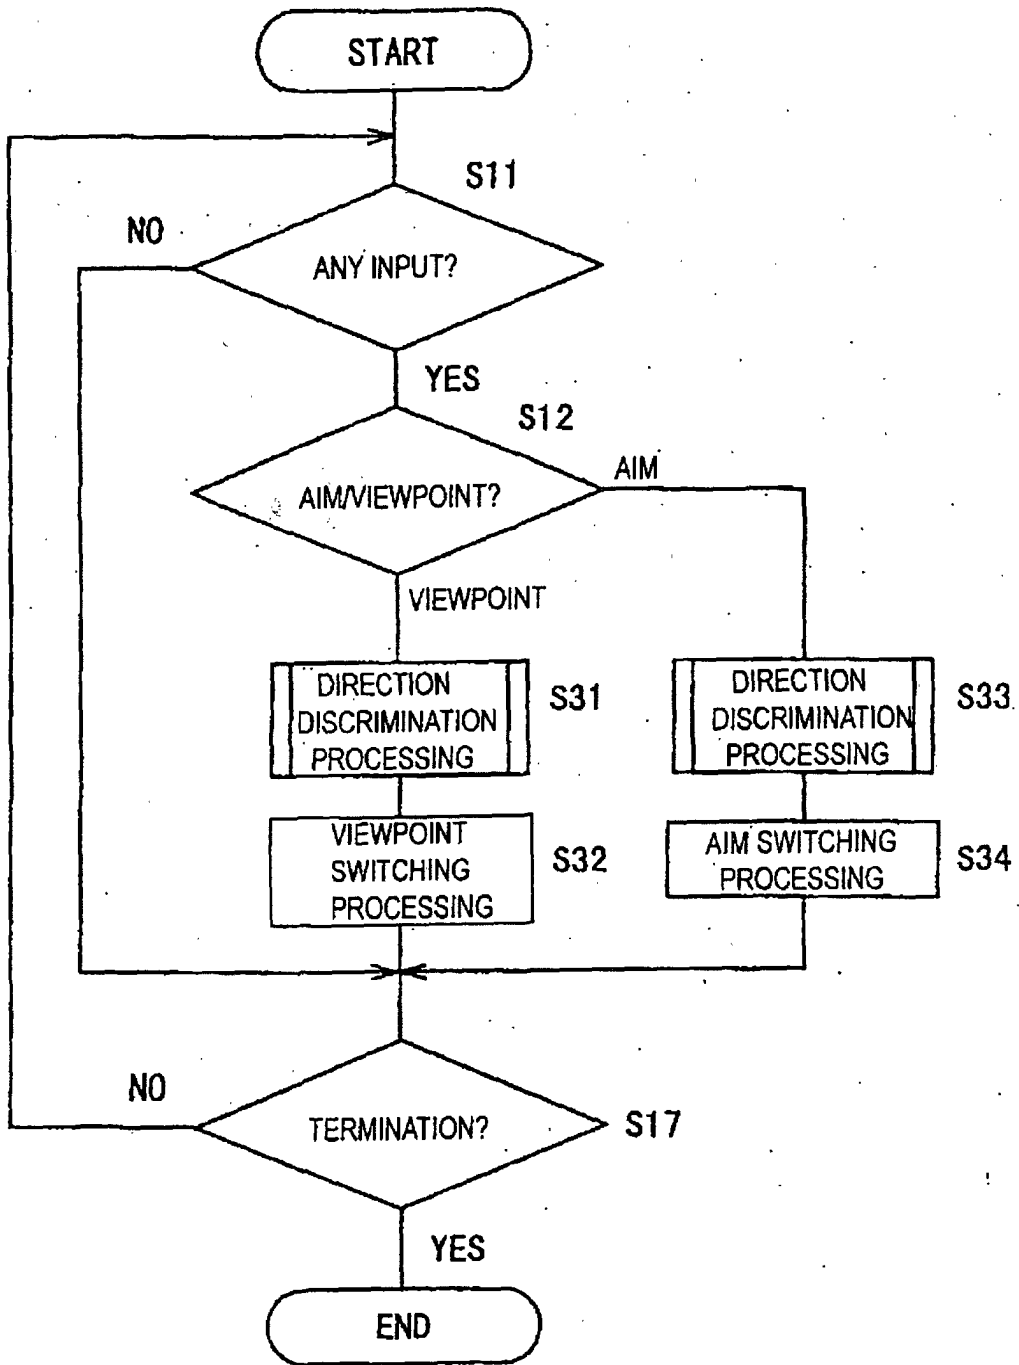 START
S11
NO
ANY INPUT?
YES
S12
AIM/VIEWPOINT?
AIM
VIEWPOINT
DIRECTION
DISCRIMINATION
PROCESSING
S31
DIRECTION
DISCRIMINATION
PROCESSING
S33
VIEWPOINT
SWITCHING
PROCESSING
S32
AIM SWITCHING
PROCESSING
S34
NO
TERMINATION?
S17
YES
END